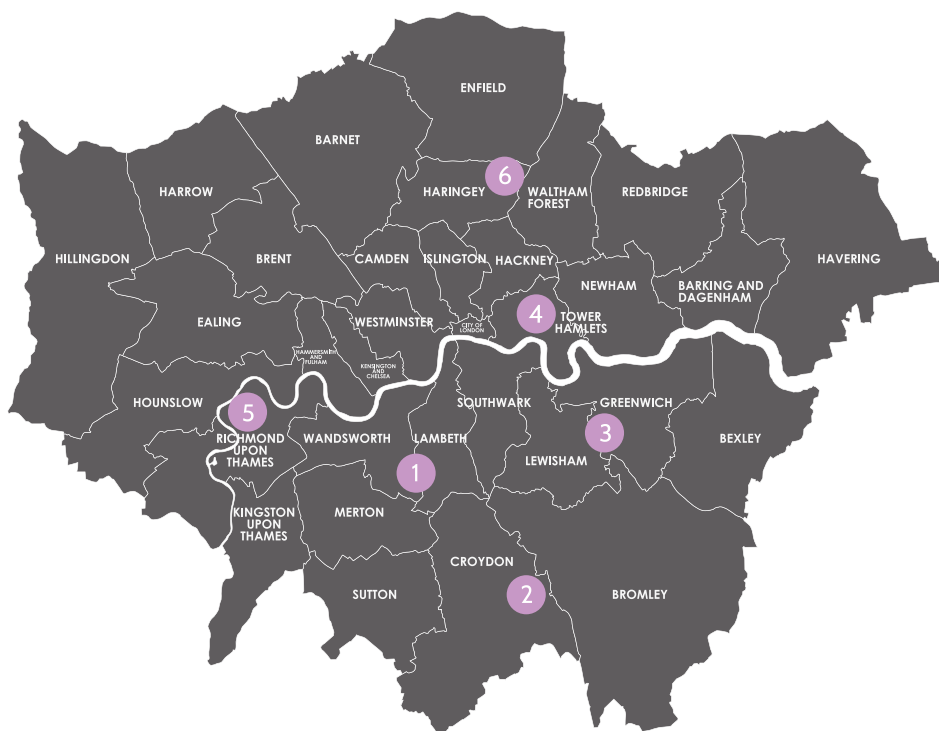 ENFIELD
BARNET
HARROW
HARINGEY
6
WALTHAM
FOREST
REDBRIDGE
HILLINGDON
BRENT
CAMDEN
ISLINGTON
HACKNEY
NEWHAM
BARKING AND
DAGENHAM
HAVERING
EALING
WESTMINSTER
CITY OF
LONDON
4
TOWER
HAMLETS
HAMMERSMITH
AND
FULHAM
KENSINGTON
AND
CHELSEA
HOUNSLOW
5
RICHMOND
UPON
THAMES
WANDSWORTH
LAMBETH
SOUTHWARK
GREENWICH
3
LEWISHAM
BEXLEY
1
KINGSTON
UPON
THAMES
MERTON
CROYDON
2
SUTTON
BROMLEY